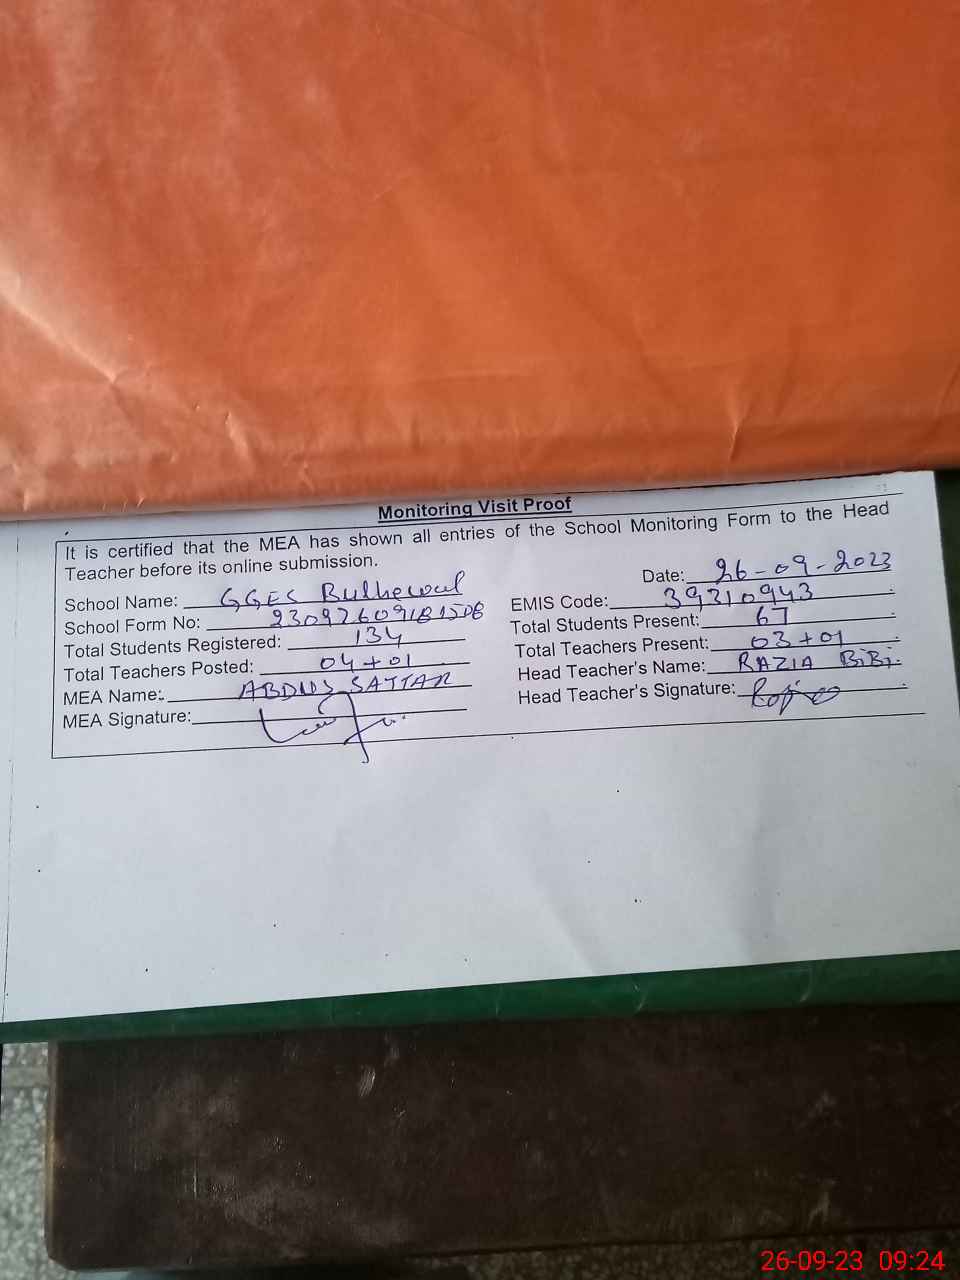 Monitoring Visit Proof
It is certified that the MEA has shown all entries of the School Monitoring Form to the Head
Teacher before its online submission.
Date: 26-09-2023
School Name: GGES
EMIS Code: 39310943
School Form No:
Total Students Present: 67
Total Students Registered: 134
Total Teachers Present: 03+01
Total Teachers Posted: 04+01
Head Teacher's Name: RAZIA BiBi
MEA Name: ABDUS SATTAR
Head Teacher's Signature:
MEA Signature:
26-09-23 09:24